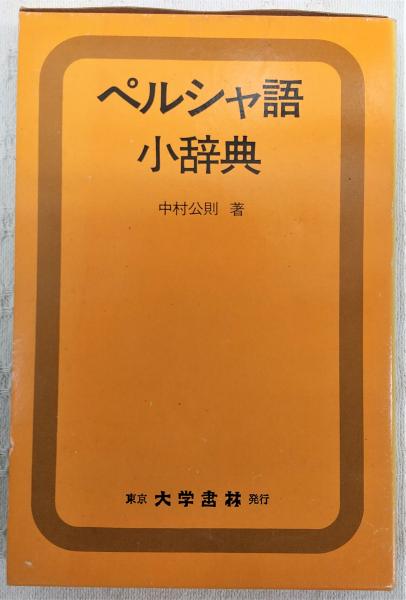 ペルシャ語
小辞典
中村公則 著
東京 大学書林 発行